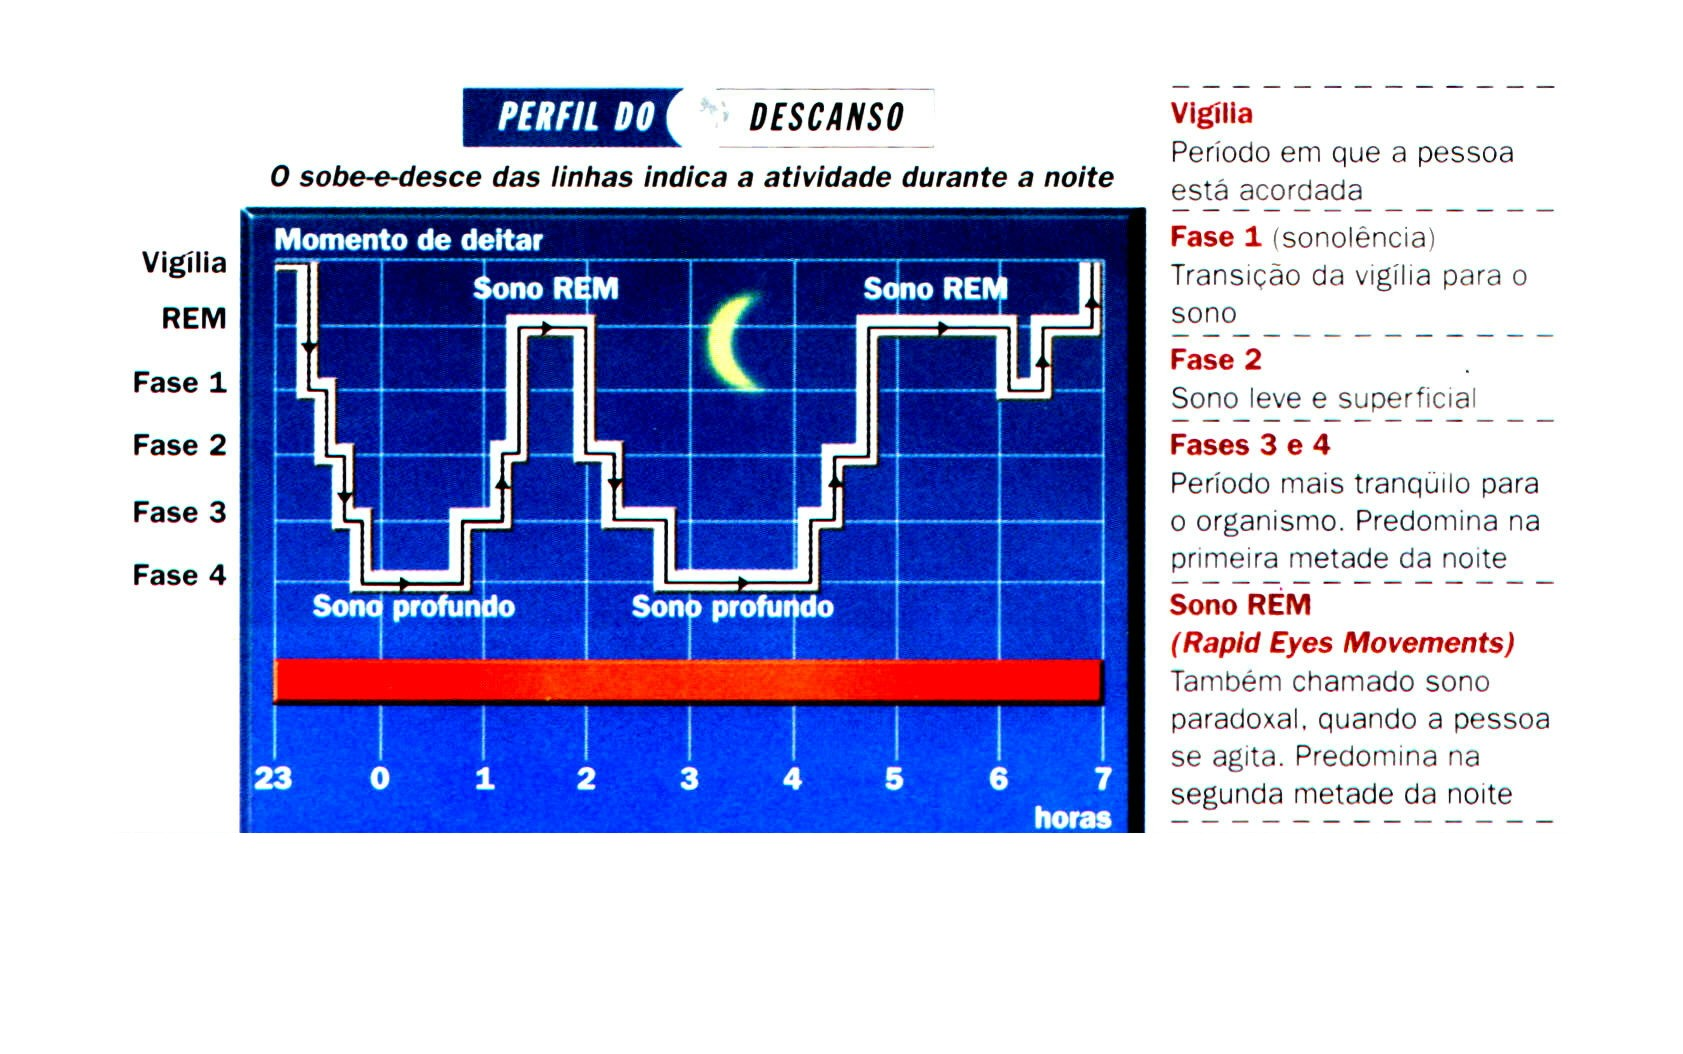 PERFIL DO DESCANSO
O sobe-e-desce das linhas indica a atividade durante a noite
Momento de deitar
Vigília
REM
Fase 1
Fase 2
Fase 3
Fase 4
Sono REM
Sono REM
Sono profundo
Sono profundo
23 0 1 2 3 4 5 6 7
horas
Vigília
Período em que a pessoa
está acordada
Fase 1 (sonolência)
Transição da vigília para o
sono
Fase 2
Sono leve e superficial
Fases 3 e 4
Período mais tranqüilo para
o organismo. Predomina na
primeira metade da noite
Sono REM
(Rapid Eyes Movements)
Também chamado sono
paradoxal, quando a pessoa
se agita. Predomina na
segunda metade da noite